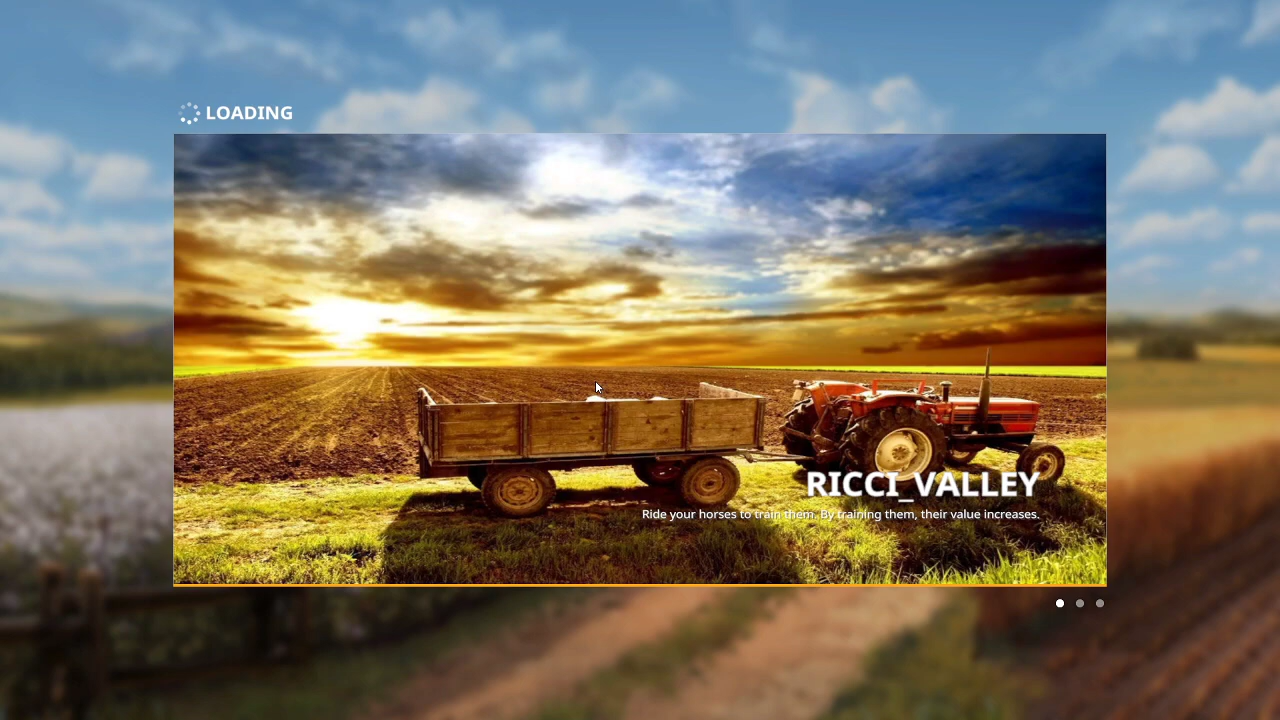 LOADING
RICCI_VALLEY
Ride your horses to train them. By training them, their value increases.